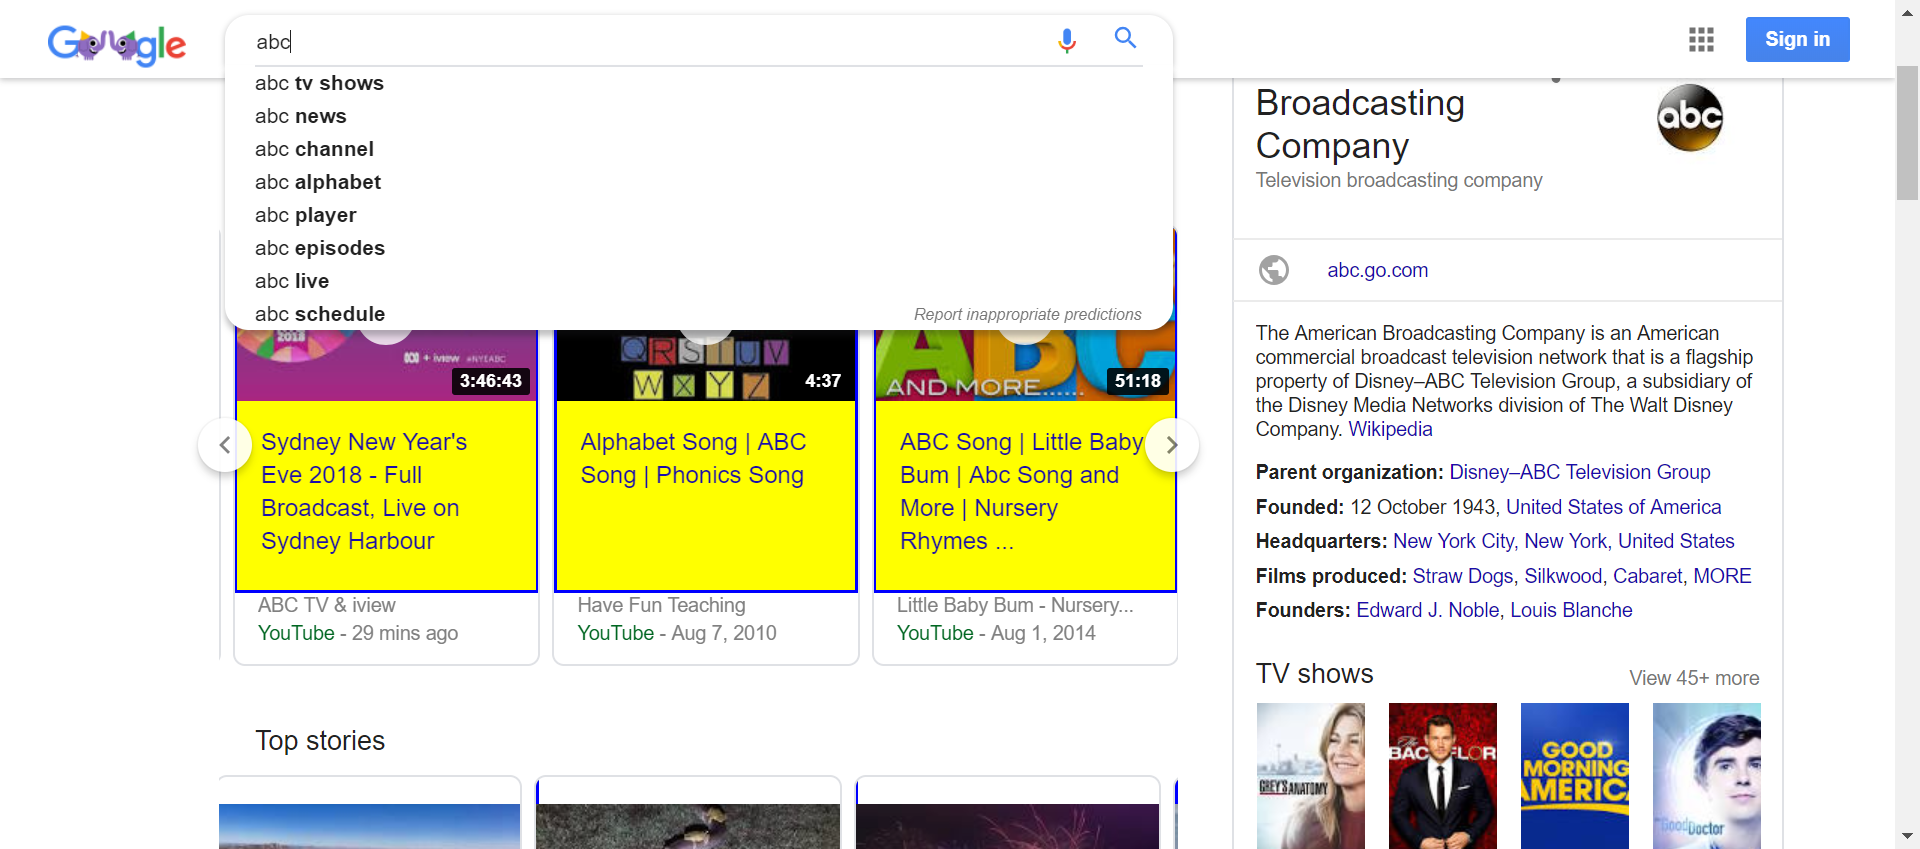 Google
abc
Sign in
abc tv shows
abc news
abc channel
abc alphabet
abc player
abc episodes
abc live
abc schedule
Report inappropriate predictions
2018
+ iview #NYEABC
3:46:43
QRSTUV
WXYZ
4:37
ABC
AND MORE......
51:18
Sydney New Year's
Eve 2018 - Full
Broadcast, Live on
Sydney Harbour
ABC TV & iview
YouTube - 29 mins ago
Alphabet Song | ABC
Song | Phonics Song
Have Fun Teaching
YouTube - Aug 7, 2010
ABC Song | Little Baby
Bum | Abc Song and
More | Nursery
Rhymes ...
Little Baby Bum - Nursery...
YouTube - Aug 1, 2014
Top stories
Broadcasting
Company
abc
Television broadcasting company
abc.go.com
The American Broadcasting Company is an American
commercial broadcast television network that is a flagship
property of Disney–ABC Television Group, a subsidiary of
the Disney Media Networks division of The Walt Disney
Company. Wikipedia
Parent organization: Disney–ABC Television Group
Founded: 12 October 1943, United States of America
Headquarters: New York City, New York, United States
Films produced: Straw Dogs, Silkwood, Cabaret, MORE
Founders: Edward J. Noble, Louis Blanche
TV shows
View 45+ more
GREY'S ANATOMY
The
BACHELOR
GOOD
MORNING
AMERICA
the Good Doctor